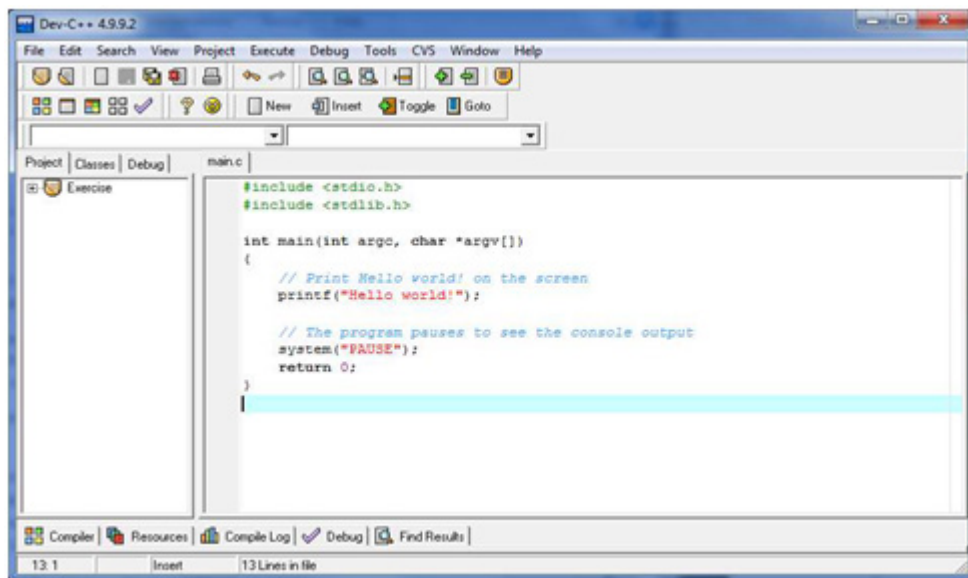 Dev-C++ 4.9.9.2
File Edit Search View Project Execute Debug Tools CVS Window Help
New Insert Toggle Goto
Project Classes Debug
main.c
Exercise
#include <stdio.h>
#include <stdlib.h>
int main(int argc, char *argv[])
{
// Print Hello world! on the screen
printf("Hello world!");
// The program pauses to see the console output
system("PAUSE");
return 0;
}
Compiler Resources Compile Log Debug Find Results
13: 1 Insert 13 Lines in file